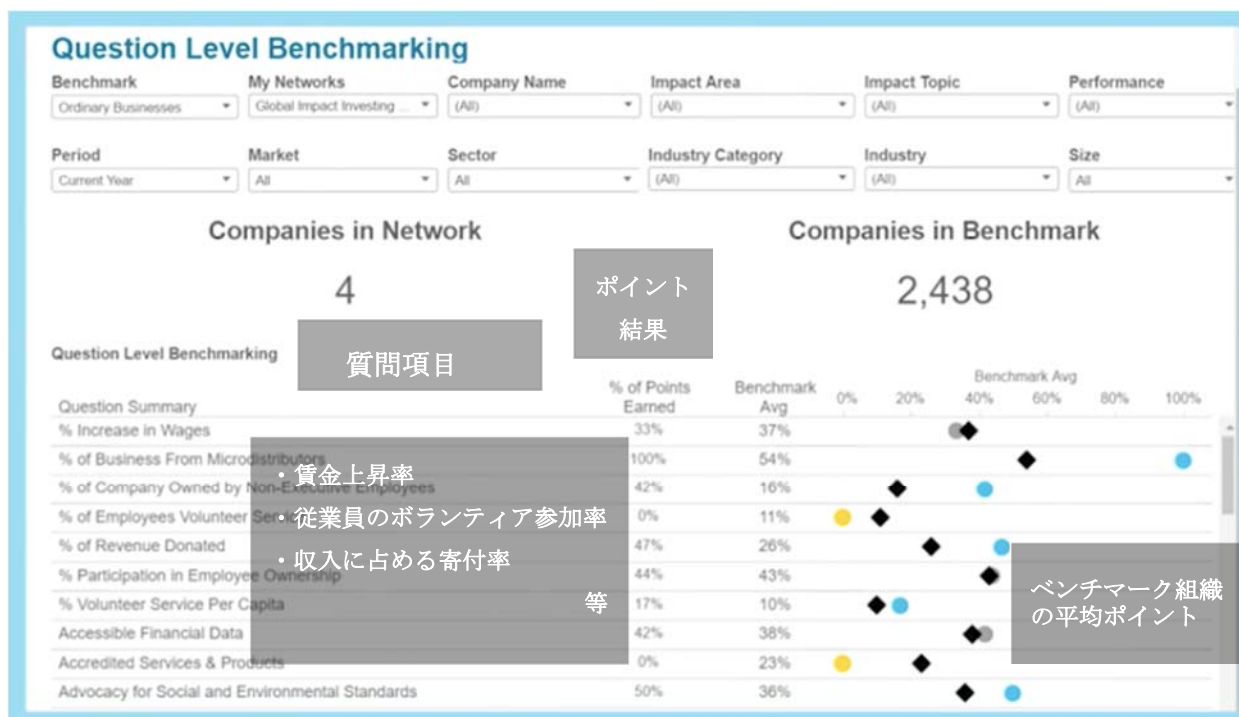 Question Level Benchmarking
Benchmark My Networks Company Name Impact Area Impact Topic Performance
Ordinary Businesses Global Impact Investing ... (All) (All) (All) (All)
Period Market Sector Industry Category Industry Size
Current Year All All (All) (All) All
Companies in Network Companies in Benchmark
4 2,438
ポイント
結果
質問項目
Question Level Benchmarking
Benchmark Avg
Question Summary % of Points Earned Benchmark Avg 0% 20% 40% 60% 80% 100%
% Increase in Wages 33% 37%
% of Business From Microdistributors 100% 54%
% of Company Owned by Non-Executive Employees 42% 16%
% of Employees Volunteer Service 0% 11%
% of Revenue Donated 47% 26%
% Participation in Employee Ownership 44% 43%
% Volunteer Service Per Capita 17% 10%
Accessible Financial Data 42% 38%
Accredited Services & Products 0% 23%
Advocacy for Social and Environmental Standards 50% 36%
・賃金上昇率
・従業員のボランティア参加率
・収入に占める寄付率
等
ベンチマーク組織
の平均ポイント